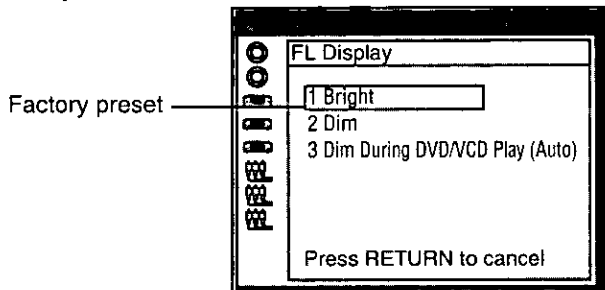 FL Display
Factory preset
1 Bright
2 Dim
3 Dim During DVD/VCD Play (Auto)
Press RETURN to cancel